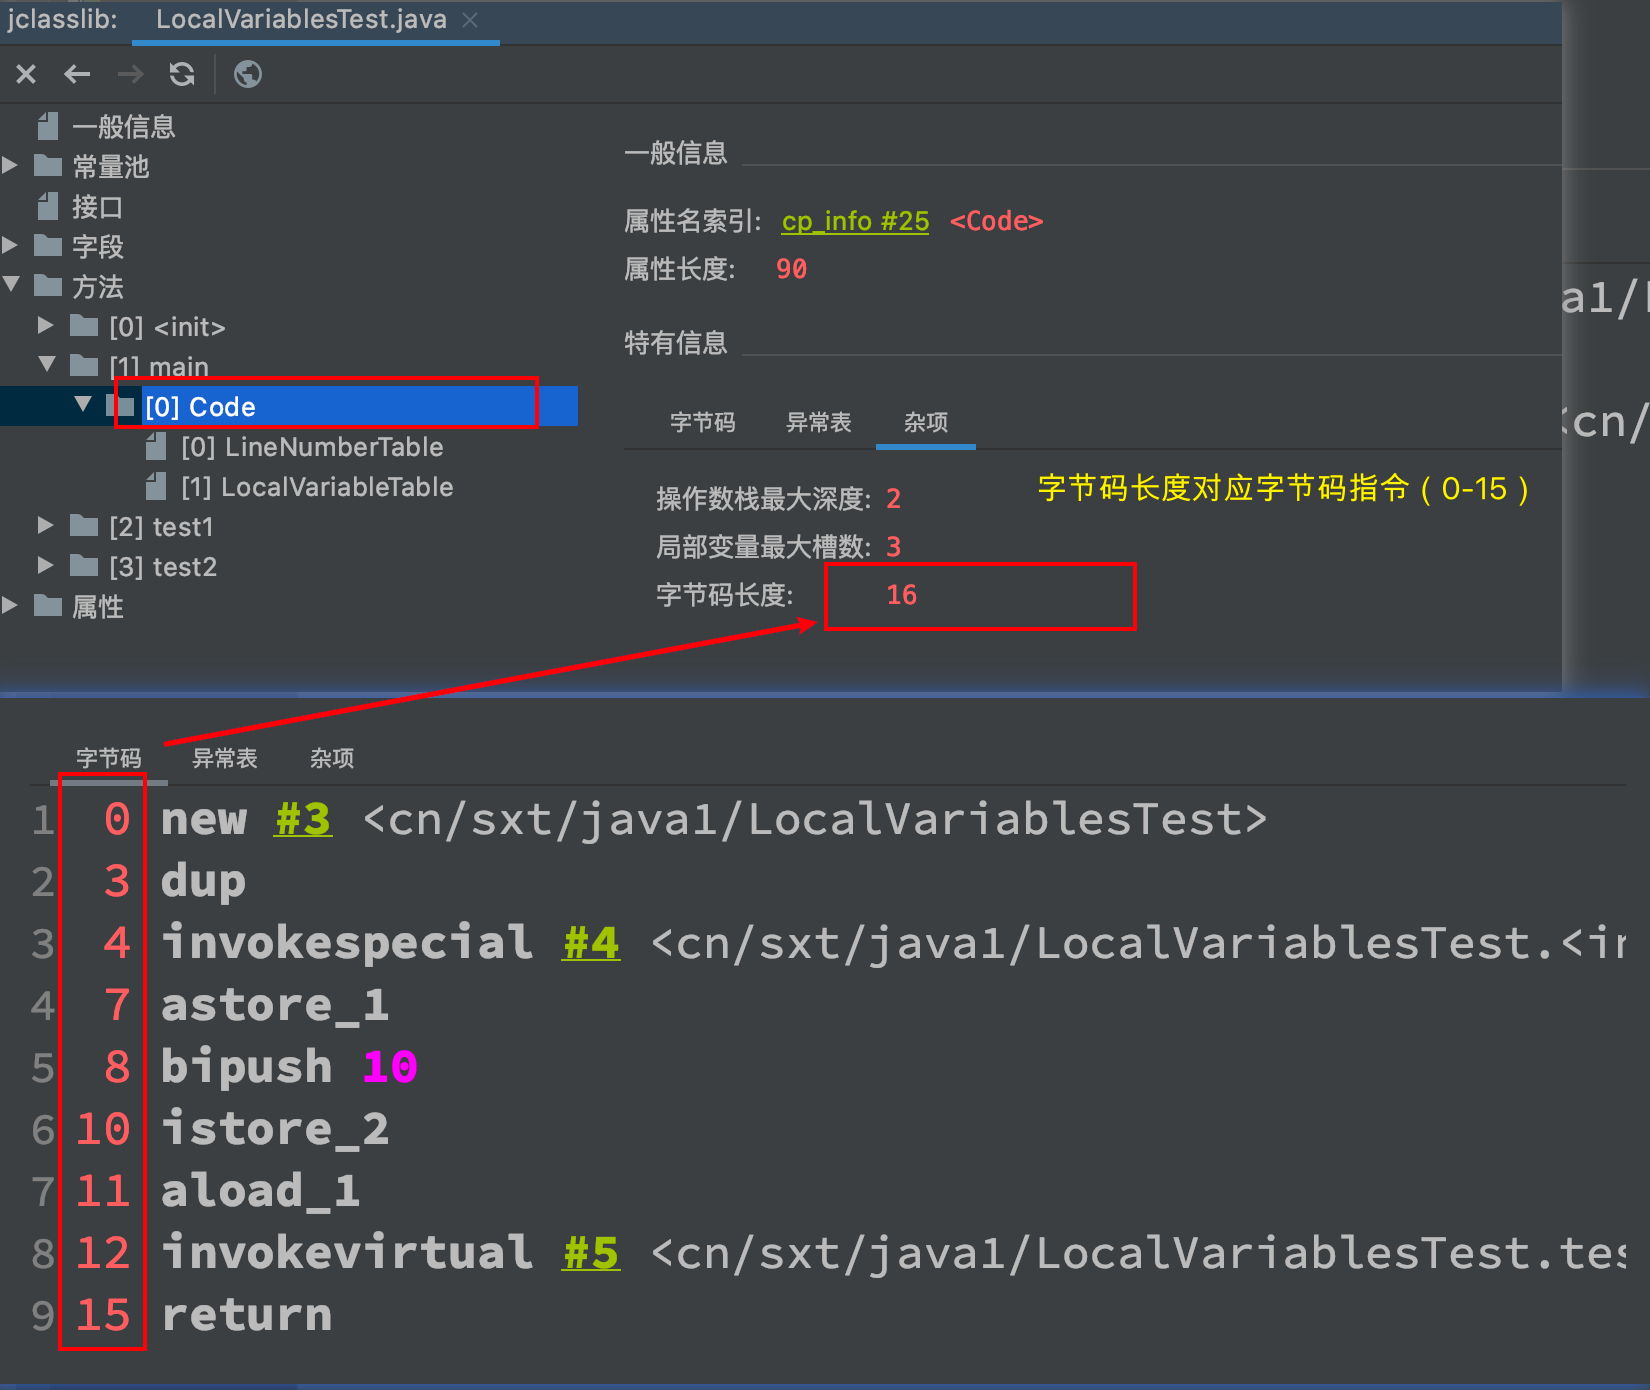 jclasslib: LocalVariablesTest.java
一般信息
常量池
接口
字段
方法
[0] <init>
[1] main
[0] Code
[0] LineNumberTable
[1] LocalVariableTable
[2] test1
[3] test2
属性
一般信息
属性名索引: cp_info #25 <Code>
属性长度: 90
特有信息
字节码 异常表 杂项
操作数栈最大深度: 2
局部变量最大槽数: 3
字节码长度: 16
字节码长度对应字节码指令（0-15）
a1/
<cn/
字节码 异常表 杂项
1 0 new #3 <cn/sxt/java1/LocalVariablesTest>
2 3 dup
3 4 invokespecial #4 <cn/sxt/java1/LocalVariablesTest.<in
4 7 astore_1
5 8 bipush 10
6 10 istore_2
7 11 aload_1
8 12 invokevirtual #5 <cn/sxt/java1/LocalVariablesTest.tes
9 15 return